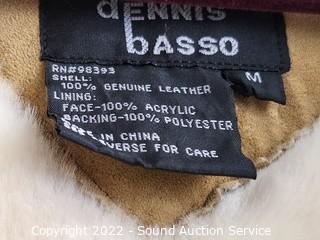 dENNIS
bASSO
M
RN#98393
SHELL:
100% GENUINE LEATHER
LINING:
FACE-100% ACRYLIC
BACKING-100% POLYESTER
IN CHINA
FOR CARE
Copyright 2022 - Sound Auction Service